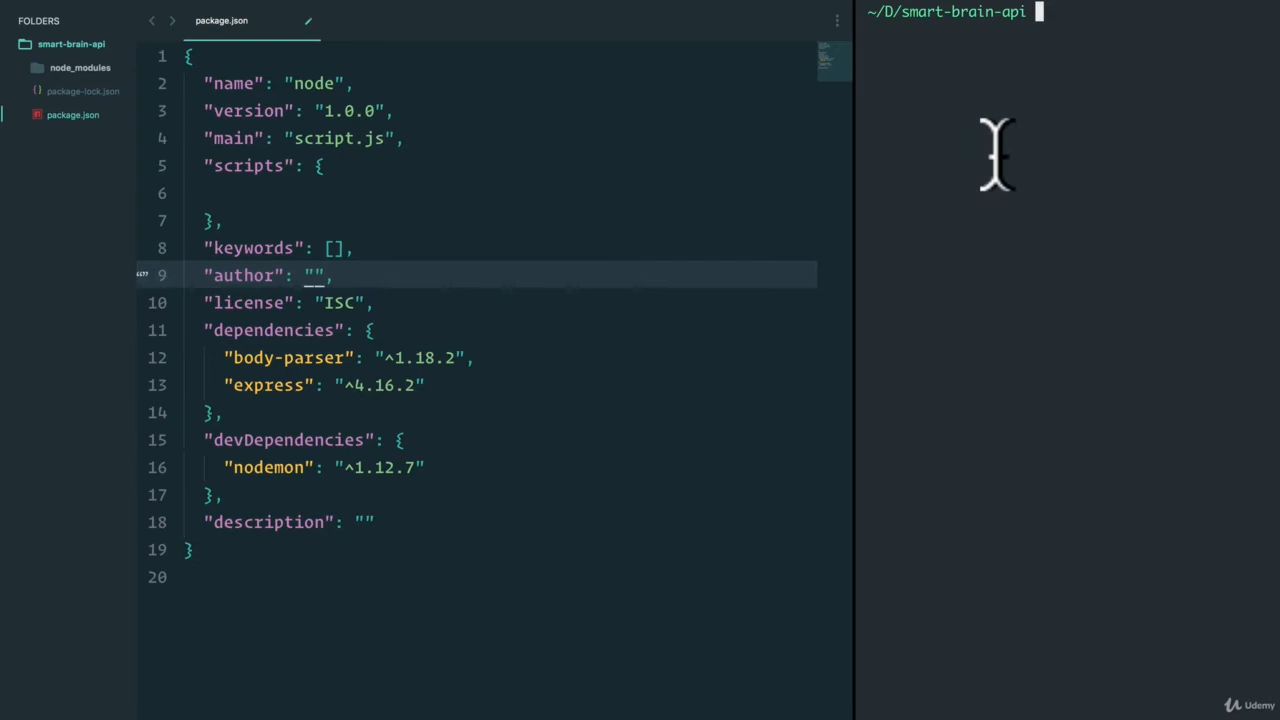 FOLDERS
smart-brain-api
node_modules
package-lock.json
package.json
package.json
1 {
2 "name": "node",
3 "version": "1.0.0",
4 "main": "script.js",
5 "scripts": {
6
7 },
8 "keywords": [],
9 "author": "",
10 "license": "ISC",
11 "dependencies": {
12 "body-parser": "^1.18.2",
13 "express": "^4.16.2"
14 },
15 "devDependencies": {
16 "nodemon": "^1.12.7"
17 },
18 "description": ""
19 }
20
~/D/smart-brain-api
Udemy